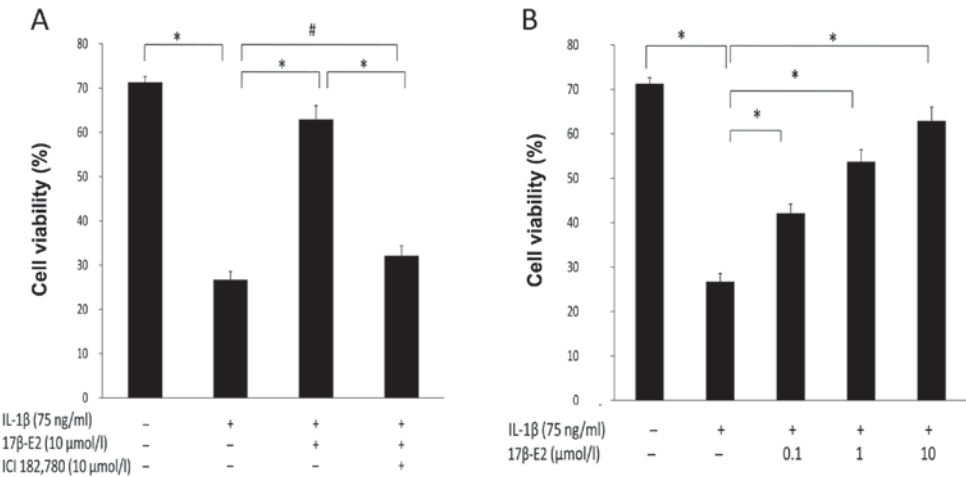 A
80
70
60
50
40
30
20
10
0
Cell viability (%)
*
#
*
*
IL-1β (75 ng/ml) – + + +
17β-E2 (10 μmol/l) – – + +
ICI 182,780 (10 μmol/l) – – – +
B
80
70
60
50
40
30
20
10
0
Cell viability (%)
*
*
*
*
IL-1β (75 ng/ml) – + + + +
17β-E2 (μmol/l) – – 0.1 1 10